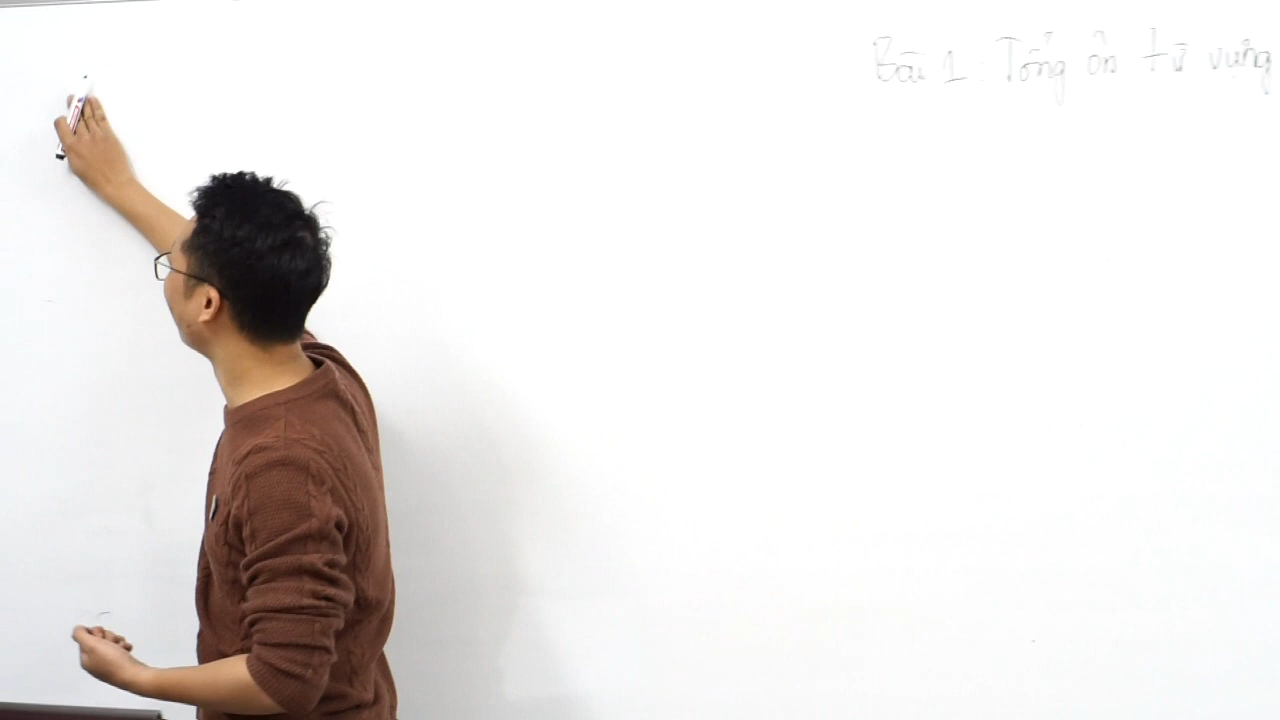 Bài 1: Tổng ôn từ vựng